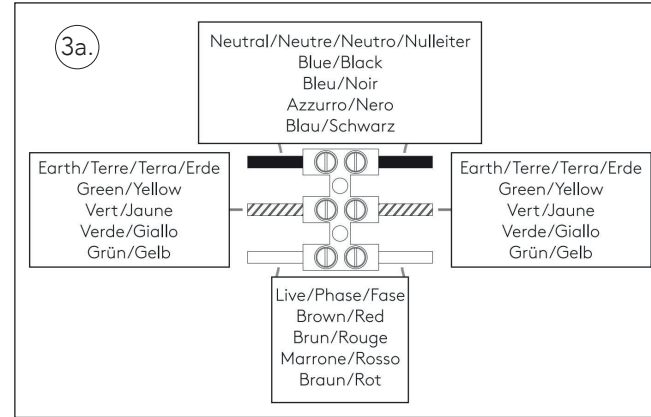 3a.
Neutral/Neutre/Neutro/Nulleiter
Blue/Black
Bleu/Noir
Azzurro/Nero
Blau/Schwarz
Earth/Terre/Terra/Erde
Green/Yellow
Vert/Jaune
Verde/Giallo
Grün/Gelb
Earth/Terre/Terra/Erde
Green/Yellow
Vert/Jaune
Verde/Giallo
Grün/Gelb
Live/Phase/Fase
Brown/Red
Brun/Rouge
Marrone/Rosso
Braun/Rot